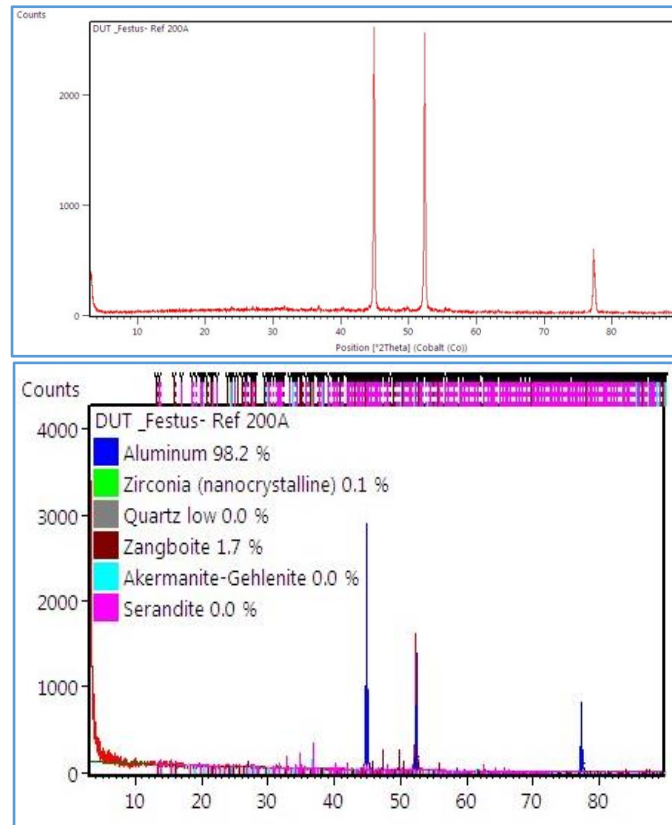 Counts
DUT _Festus- Ref 200A
2000
1000
0
10 20 30 40 50 60 70 80
Position [°2Theta] (Cobalt (Co))
Counts
DUT _Festus- Ref 200A
4000
Aluminum 98.2 %
Zirconia (nanocrystalline) 0.1 %
3000
Quartz low 0.0 %
Zangboite 1.7 %
Akermanite-Gehlenite 0.0 %
2000
Serandite 0.0 %
1000
0
10 20 30 40 50 60 70 80